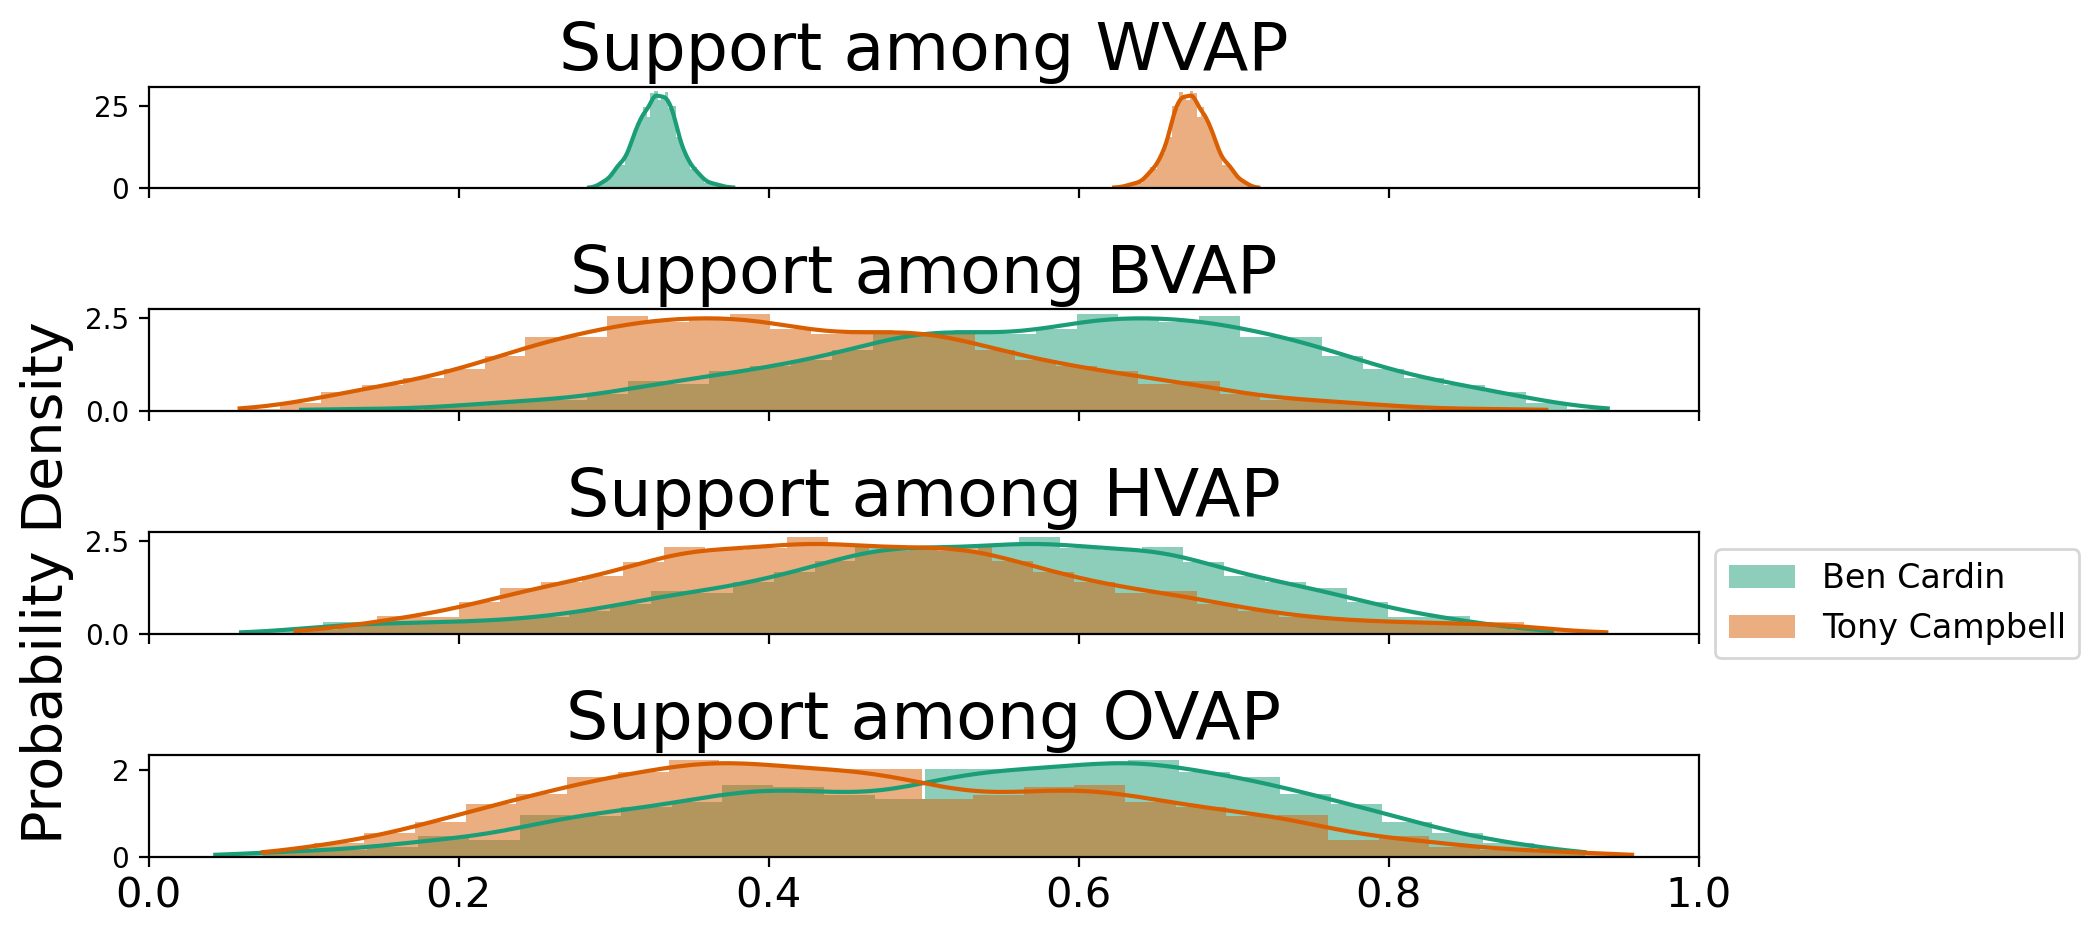 Support among WVAP
25
0
Support among BVAP
2.5
0.0
Support among HVAP
2.5
0.0
Support among OVAP
2
0
0.0 0.2 0.4 0.6 0.8 1.0
Probability Density
Ben Cardin
Tony Campbell